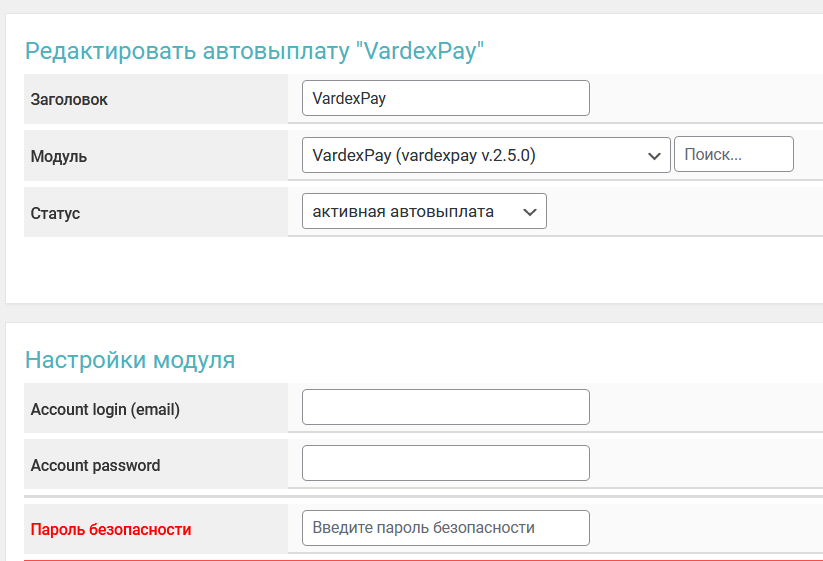 Редактировать автовыплату "VardexPay"
Заголовок VardexPay
Модуль VardexPay (vardexpay v.2.5.0) Поиск...
Статус активная автовыплата
Настройки модуля
Account login (email)
Account password
Пароль безопасности Введите пароль безопасности